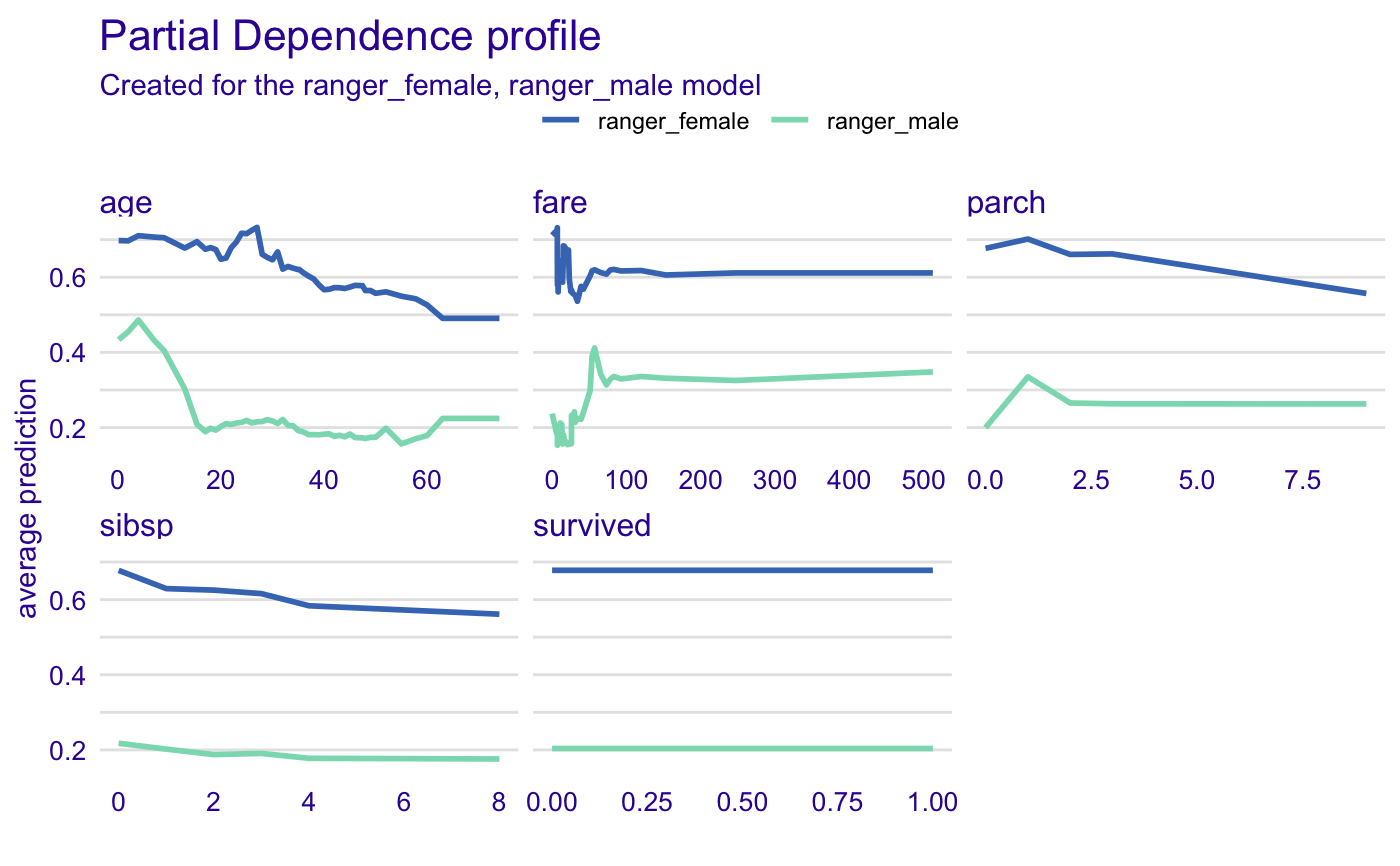 Partial Dependence profile
Created for the ranger_female, ranger_male model
ranger_female ranger_male
age fare parch
0.6
0.4
0.2
0 20 40 60 0 100 200 300 400 500 0.0 2.5 5.0 7.5
average prediction
sibsp survived
0.6
0.4
0.2
0 2 4 6 8 0.00 0.25 0.50 0.75 1.00